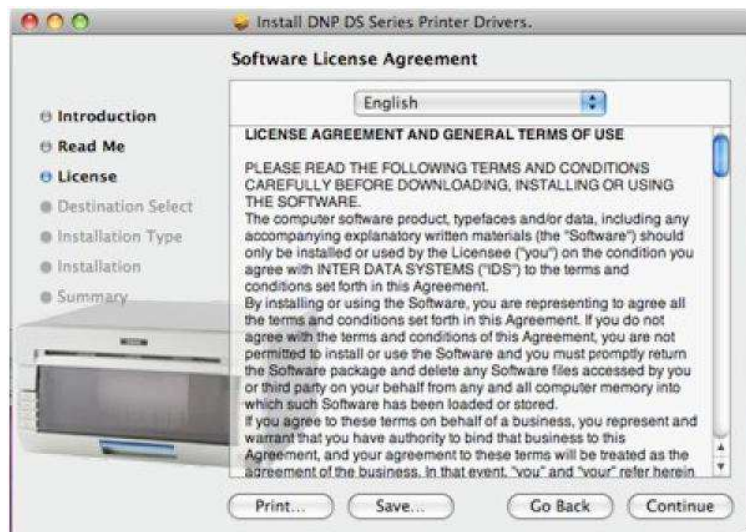 Install DNP DS Series Printer Drivers.
Software License Agreement
Introduction
Read Me
License
Destination Select
Installation Type
Installation
Summary
English
LICENSE AGREEMENT AND GENERAL TERMS OF USE
PLEASE READ THE FOLLOWING TERMS AND CONDITIONS
CAREFULLY BEFORE DOWNLOADING, INSTALLING OR USING
THE SOFTWARE.
The computer software product, typefaces and/or data, including any
accompanying explanatory written materials (the "Software") should
only be installed or used by the Licensee ("you") on the condition you
agree with INTER DATA SYSTEMS ("IDS") to the terms and
conditions set forth in this Agreement.
By installing or using the Software, you are representing to agree all
the terms and conditions set forth in this Agreement. If you do not
agree with the terms and conditions of this Agreement, you are not
permitted to install or use the Software and you must promptly return
the Software package and delete any Software files accessed by you
or third party on your behalf from any and all computer memory into
which such Software has been loaded or stored.
If you agree to these terms on behalf of a business, you represent and
warrant that you have authority to bind that business to this
Agreement, and your agreement to these terms will be treated as the
agreement of the business. In that event, "you" and "your" refer herein
Print...
Save...
Go Back
Continue